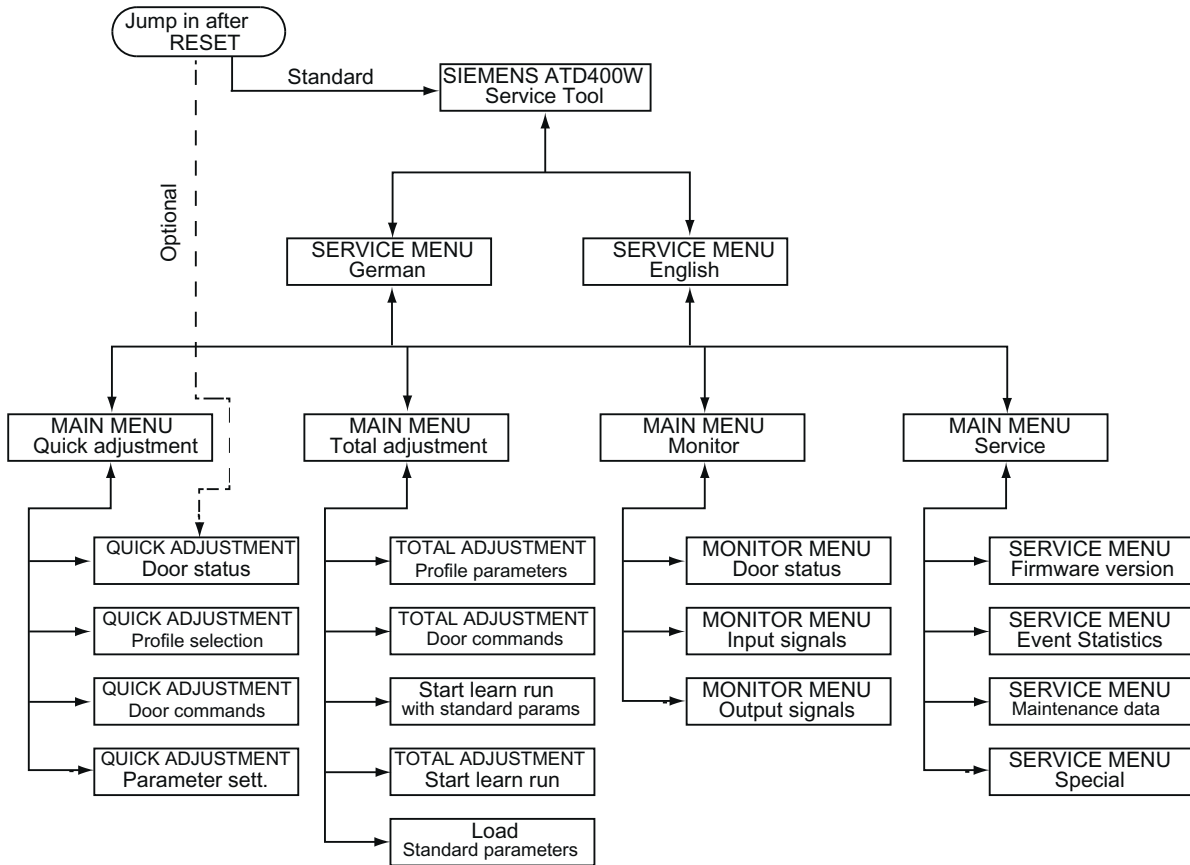 Jump in after
RESET
Standard
SIEMENS ATD400W
Service Tool
Optional
SERVICE MENU
German
SERVICE MENU
English
MAIN MENU
Quick adjustment
MAIN MENU
Total adjustment
MAIN MENU
Monitor
MAIN MENU
Service
QUICK ADJUSTMENT
Door status
QUICK ADJUSTMENT
Profile selection
QUICK ADJUSTMENT
Door commands
QUICK ADJUSTMENT
Parameter sett.
TOTAL ADJUSTMENT
Profile parameters
TOTAL ADJUSTMENT
Door commands
Start learn run
with standard params
TOTAL ADJUSTMENT
Start learn run
Load
Standard parameters
MONITOR MENU
Door status
MONITOR MENU
Input signals
MONITOR MENU
Output signals
SERVICE MENU
Firmware version
SERVICE MENU
Event Statistics
SERVICE MENU
Maintenance data
SERVICE MENU
Special